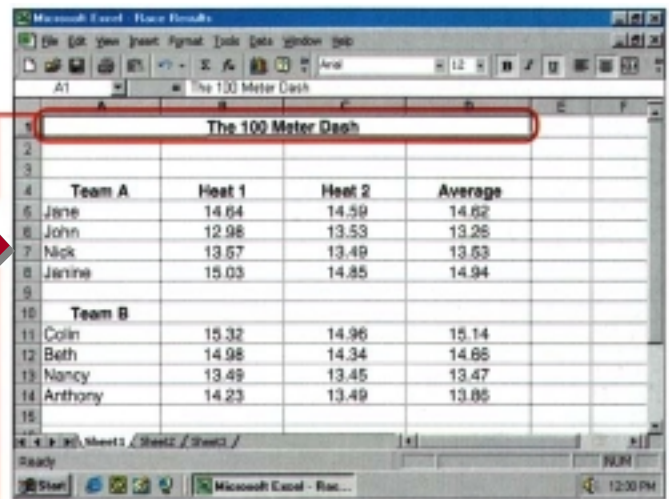 Microsoft Excel - Race Results
File Edit View Insert Format Tools Data Window Help
Arial 12 B I U
A1 = The 100 Meter Dash
A B C D E F
1 The 100 Meter Dash
2
3
4 Team A Heat 1 Heat 2 Average
5 Jane 14.64 14.59 14.62
6 John 12.98 13.53 13.26
7 Nick 13.57 13.49 13.53
8 Janine 15.03 14.85 14.94
9
10 Team B
11 Colin 15.32 14.96 15.14
12 Beth 14.98 14.34 14.66
13 Nancy 13.49 13.45 13.47
14 Anthony 14.23 13.49 13.86
15
Sheet1 Sheet2 Sheet3
Ready NUM
Start Microsoft Excel - Rac... 12:30 PM